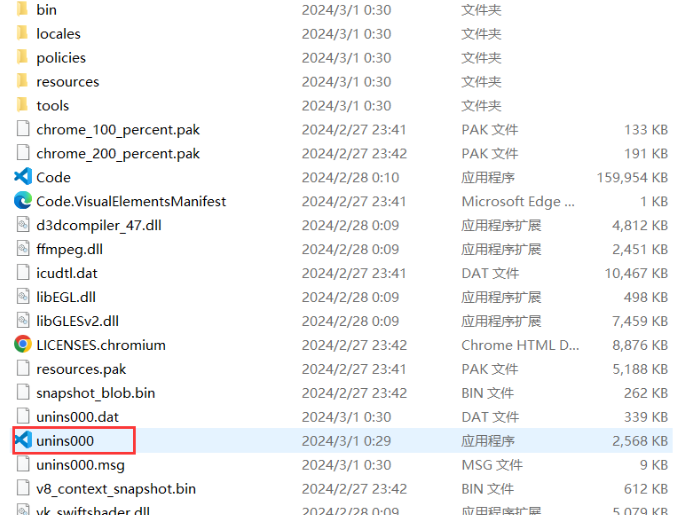 bin 2024/3/1 0:30 文件夹
locales 2024/3/1 0:30 文件夹
policies 2024/3/1 0:30 文件夹
resources 2024/3/1 0:30 文件夹
tools 2024/3/1 0:30 文件夹
chrome_100_percent.pak 2024/2/27 23:41 PAK 文件 133 KB
chrome_200_percent.pak 2024/2/27 23:42 PAK 文件 191 KB
Code 2024/2/28 0:10 应用程序 159,954 KB
Code.VisualElementsManifest 2024/2/27 23:41 Microsoft Edge ... 1 KB
d3dcompiler_47.dll 2024/2/28 0:09 应用程序扩展 4,812 KB
ffmpeg.dll 2024/2/28 0:09 应用程序扩展 2,451 KB
icudtl.dat 2024/2/27 23:41 DAT 文件 10,467 KB
libEGL.dll 2024/2/28 0:09 应用程序扩展 498 KB
libGLESv2.dll 2024/2/28 0:09 应用程序扩展 7,459 KB
LICENSES.chromium 2024/2/27 23:42 Chrome HTML D... 8,876 KB
resources.pak 2024/2/27 23:41 PAK 文件 5,188 KB
snapshot_blob.bin 2024/2/27 23:42 BIN 文件 262 KB
unins000.dat 2024/3/1 0:30 DAT 文件 339 KB
unins000 2024/3/1 0:29 应用程序 2,568 KB
unins000.msg 2024/3/1 0:30 MSG 文件 9 KB
v8_context_snapshot.bin 2024/2/27 23:42 BIN 文件 612 KB
vk_swiftshader.dll 2024/2/28 0:09 应用程序扩展 5,079 KB